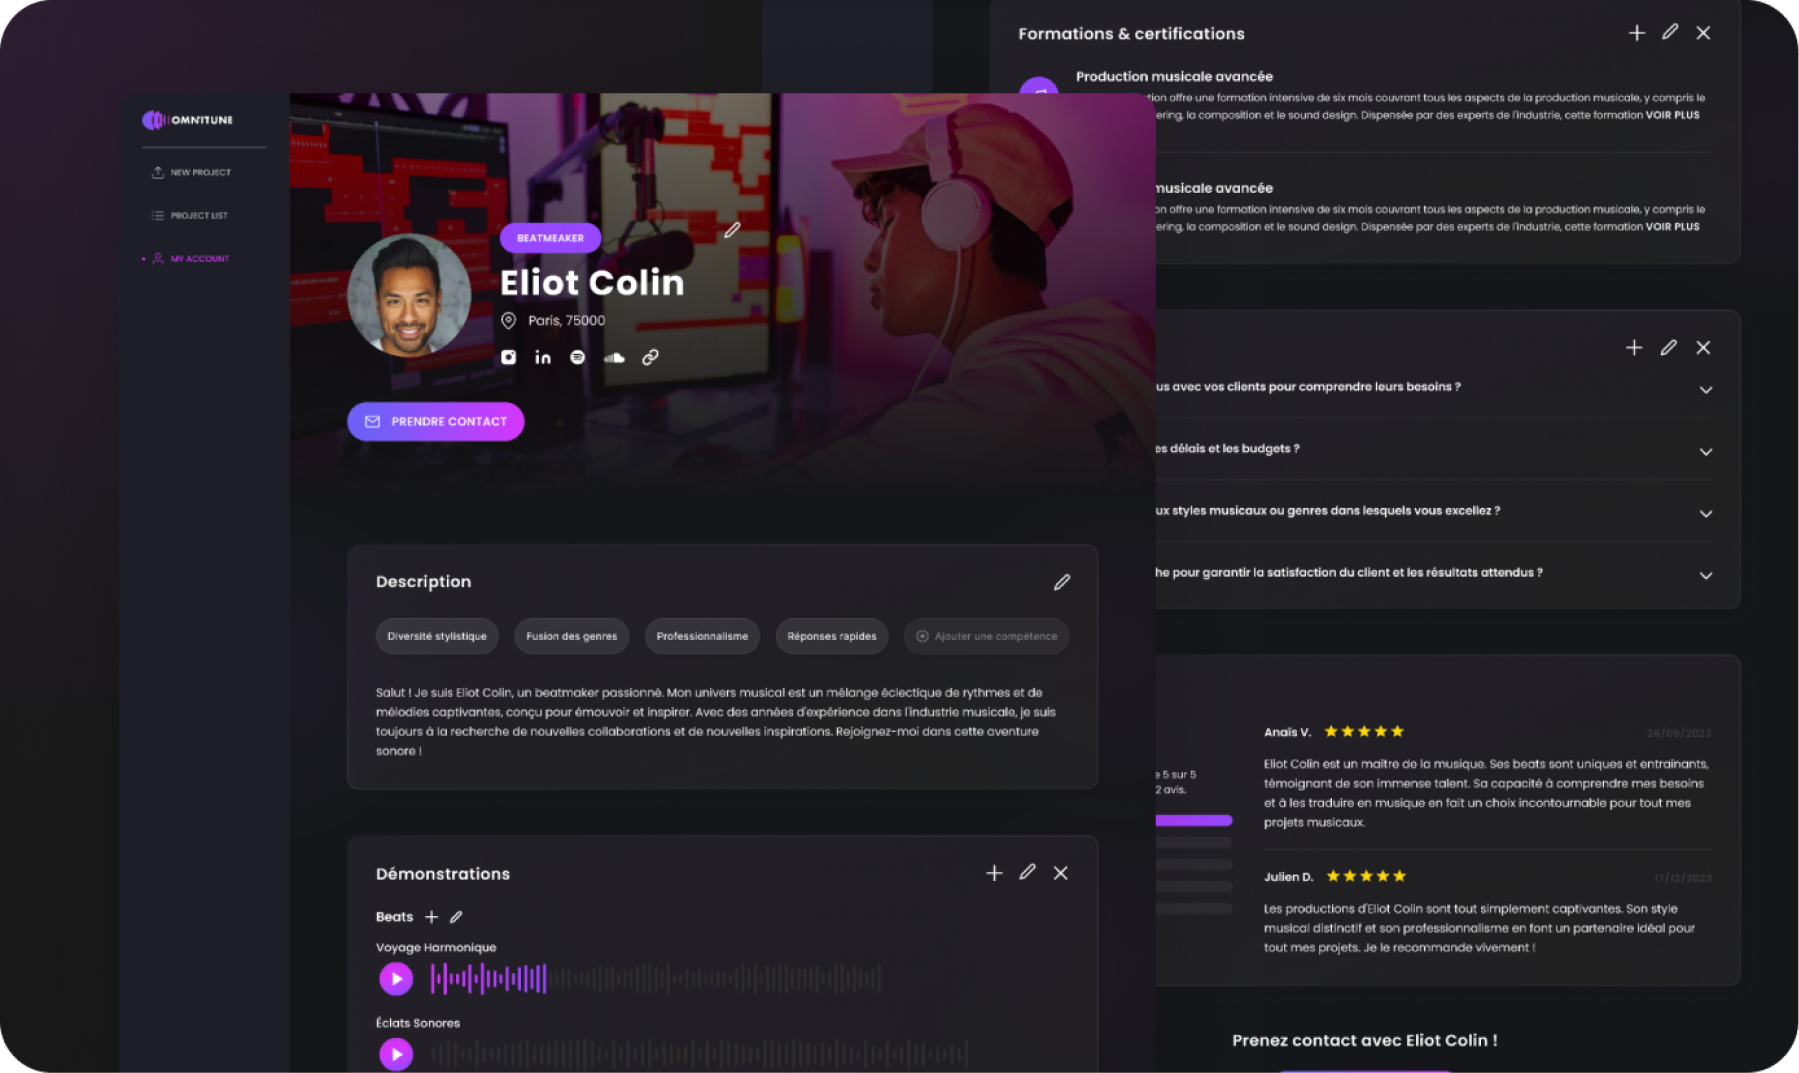 OMNITUNE
NEW PROJECT
PROJECT LIST
MY ACCOUNT
BEATMEAKER
Eliot Colin
Paris, 75000
PRENDRE CONTACT
Description
Diversité stylistique
Fusion des genres
Professionnalisme
Réponses rapides
Ajouter une compétence
Salut ! Je suis Eliot Colin, un beatmaker passionné. Mon univers musical est un mélange éclectique de rythmes et de
mélodies captivantes, conçu pour émouvoir et inspirer. Avec des années d'expérience dans l'industrie musicale, je suis
toujours à la recherche de nouvelles collaborations et de nouvelles inspirations. Rejoignez-moi dans cette aventure
sonore !
Démonstrations
Beats
Voyage Harmonique
Éclats Sonores
Formations & certifications
Production musicale avancée
offre une formation intensive de six mois couvrant tous les aspects de la production musicale, y compris le
la composition et le sound design. Dispensée par des experts de l'industrie, cette formation VOIR PLUS
musicale avancée
on offre une formation intensive de six mois couvrant tous les aspects de la production musicale, y compris le
ering, la composition et le sound design. Dispensée par des experts de l'industrie, cette formation VOIR PLUS
us avec vos clients pour comprendre leurs besoins ?
es délais et les budgets ?
ux styles musicaux ou genres dans lesquels vous excellez ?
he pour garantir la satisfaction du client et les résultats attendus ?
e 5 sur 5
2 avis.
Anaïs V.
26/09/2023
Eliot Colin est un maître de la musique. Ses beats sont uniques et entraînants,
témoignant de son immense talent. Sa capacité à comprendre mes besoins
et à les traduire en musique en fait un choix incontournable pour tout mes
projets musicaux.
Julien D.
17/12/2023
Les productions d'Eliot Colin sont tout simplement captivantes. Son style
musical distinctif et son professionnalisme en font un partenaire idéal pour
tout mes projets. Je le recommande vivement !
Prenez contact avec Eliot Colin !